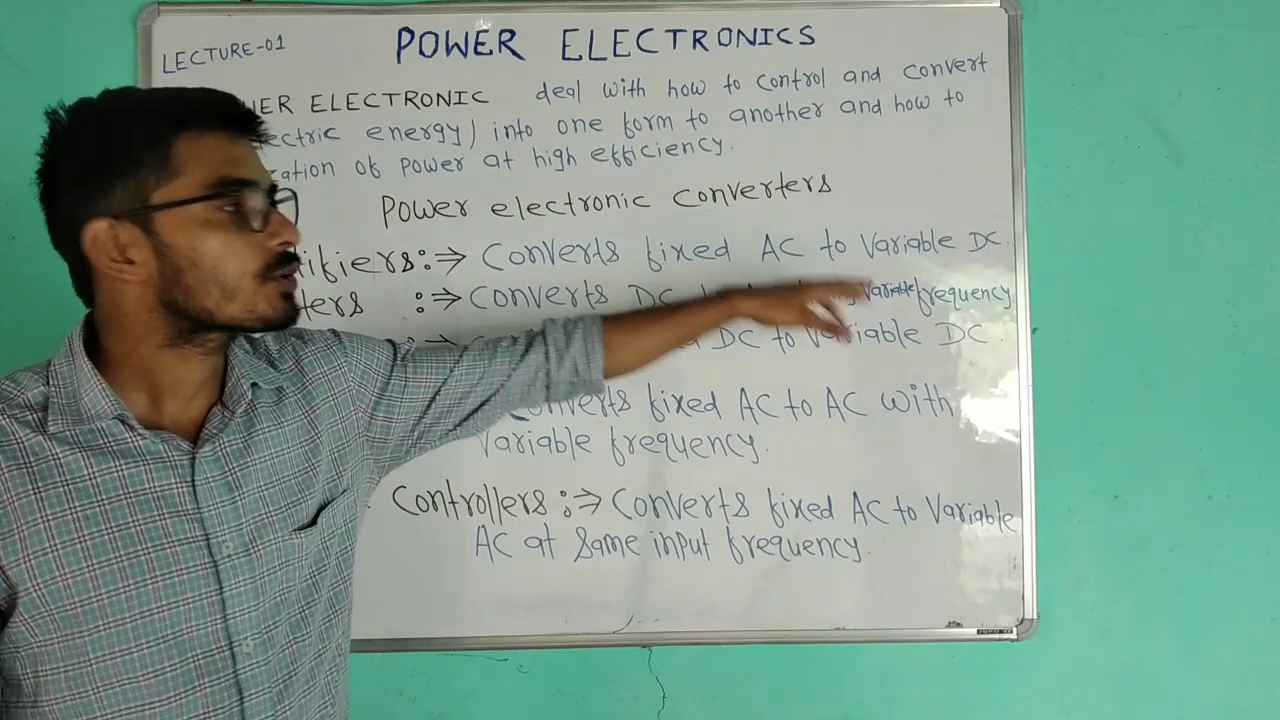 LECTURE-01
POWER ELECTRONICS
WER ELECTRONIC deal with how to control and convert
ectric energy) into one form to another and how to
zation of power at high efficiency.
Power electronic converters
ifiers:⇒ Converts fixed AC to Variable DC.
ters :⇒ Converts DC variable frequency.
DC to Variable DC.
Converts fixed AC to AC with
Variable frequency.
Controllers:⇒ Converts fixed AC to Variable
AC at same input frequency.